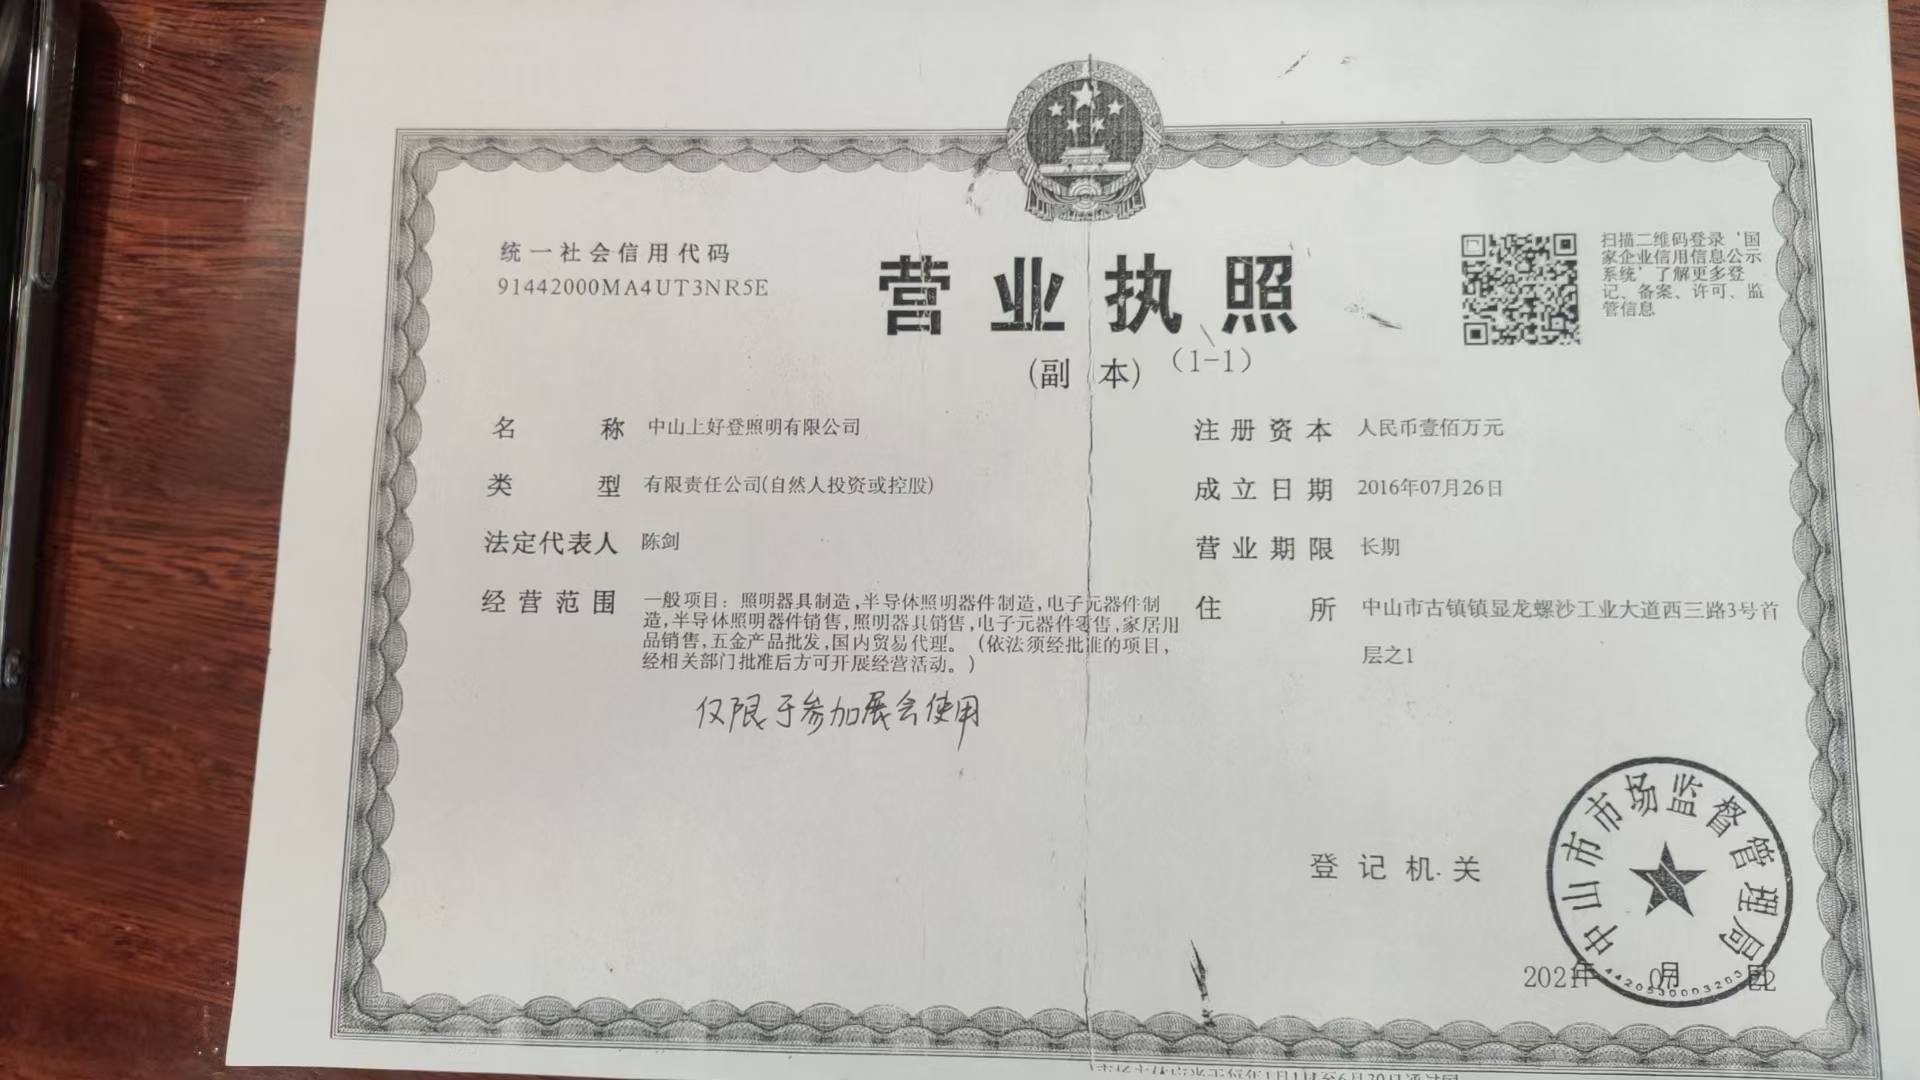 统一社会信用代码
91442000MA4UT3NR5E
营业执照
(副 本) (1-1)
扫描二维码登录‘国
家企业信用信息公示
系统’了解更多登
记、备案、许可、监
管信息
名 称 中山上好登照明有限公司
类 型 有限责任公司(自然人投资或控股)
法定代表人 陈剑
经营范围 一般项目：照明器具制造,半导体照明器件制造,电子元器件制
造,半导体照明器件销售,照明器具销售,电子元器件零售,家居用
品销售,五金产品批发,国内贸易代理。（依法须经批准的项目，
经相关部门批准后方可开展经营活动。）
仅限于参加展会使用
注册资本 人民币壹佰万元
成立日期 2016年07月26日
营业期限 长期
住 所 中山市古镇镇显龙螺沙工业大道西三路3号首
层之1
登记机关
中山市市场监督管理局
2021年 07月 22日